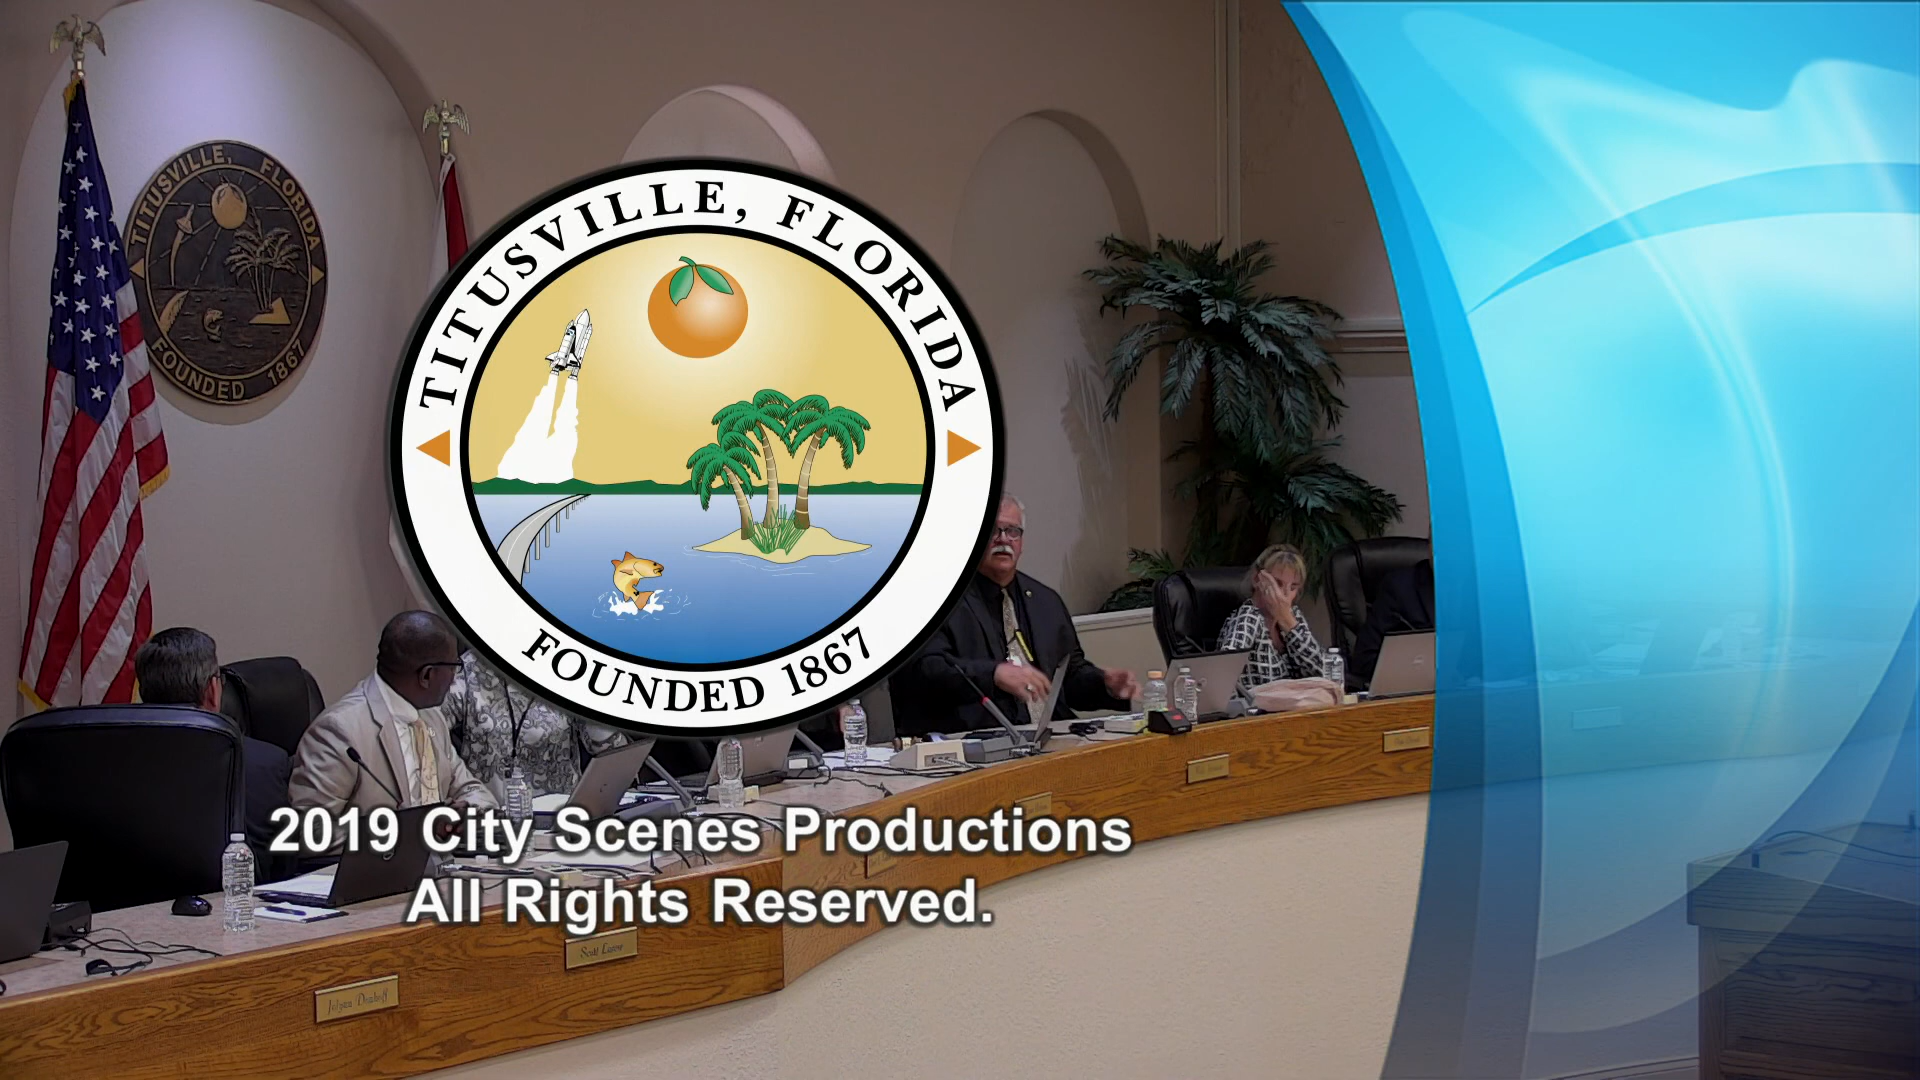 TITUSVILLE, FLORIDA
FOUNDED 1867
TITUSVILLE, FLORIDA
FOUNDED 1867
2019 City Scenes Productions
All Rights Reserved.